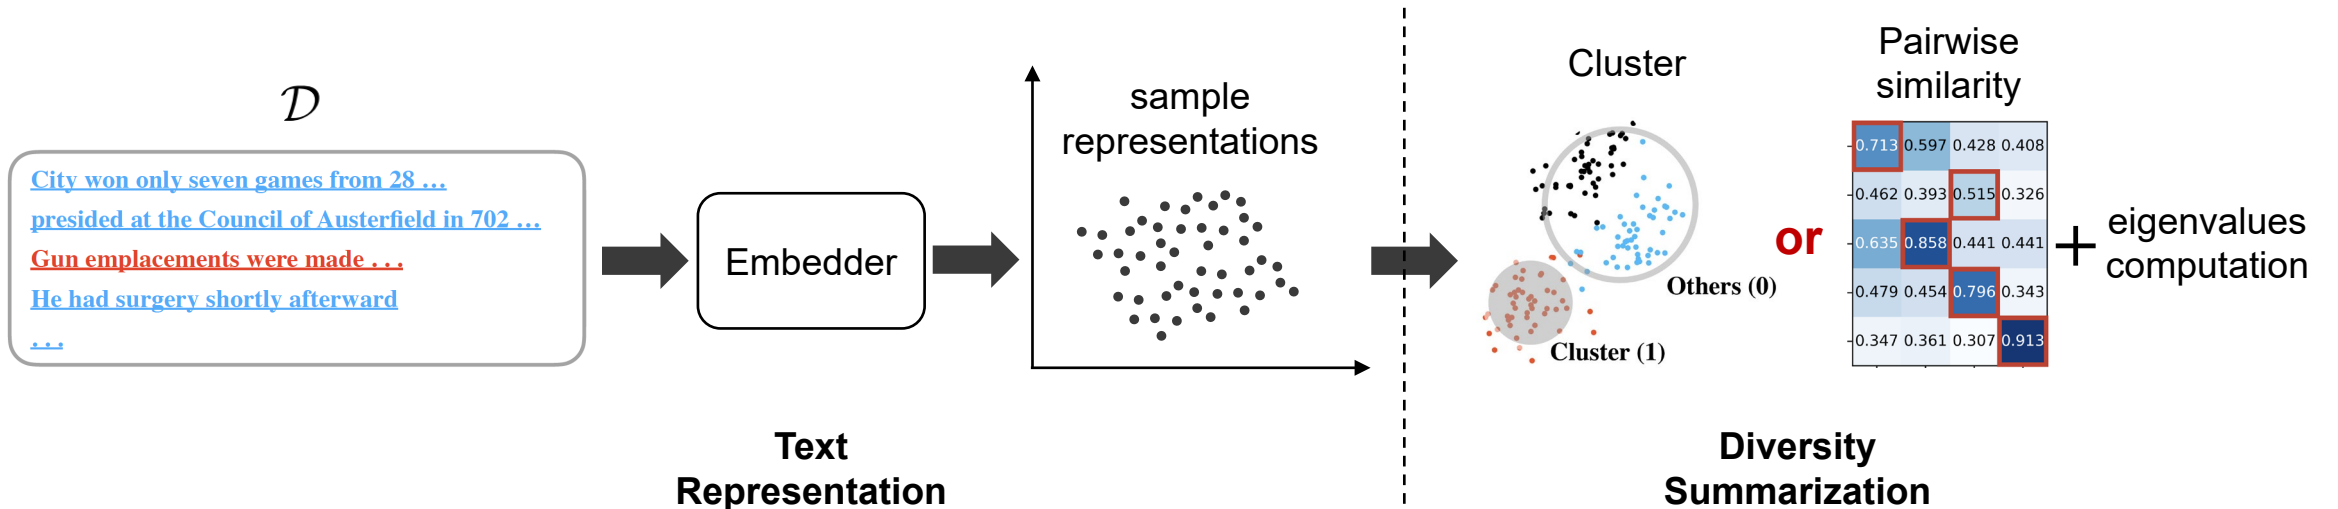 𝒟
City won only seven games from 28 …
presided at the Council of Austerfield in 702 …
Gun emplacements were made . . .
He had surgery shortly afterward
. . .
Embedder
sample
representations
Text
Representation
Cluster
Others (0)
Cluster (1)
or
Pairwise
similarity
0.713 0.597 0.428 0.408
0.462 0.393 0.515 0.326
0.635 0.858 0.441 0.441
0.479 0.454 0.796 0.343
0.347 0.361 0.307 0.913
+
eigenvalues
computation
Diversity
Summarization